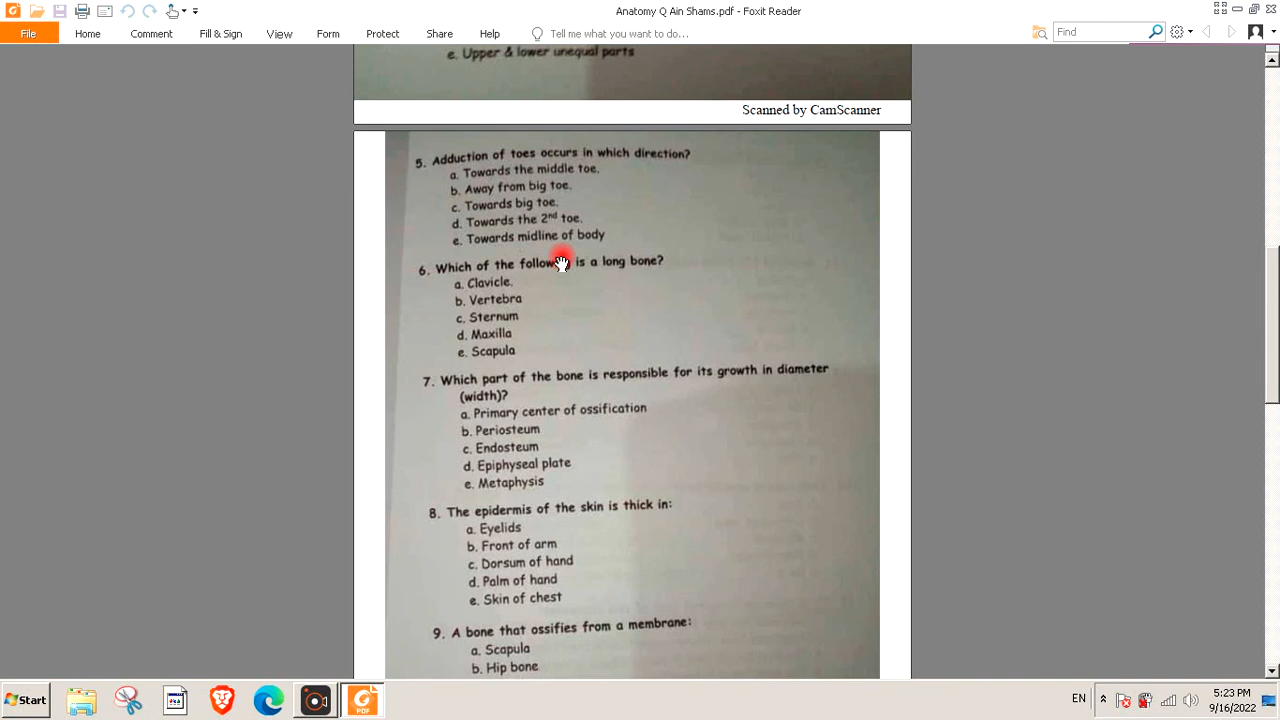 Anatomy Q Ain Shams.pdf - Foxit Reader
File Home Comment Fill & Sign View Form Protect Share Help Tell me what you want to do... Find
e. Upper & lower unequal parts
Scanned by CamScanner
5. Adduction of toes occurs in which direction?
a. Towards the middle toe.
b. Away from big toe.
c. Towards big toe.
d. Towards the 2nd toe.
e. Towards midline of body
6. Which of the is a long bone?
a. Clavicle.
b. Vertebra
c. Sternum
d. Maxilla
e. Scapula
7. Which part of the bone is responsible for its growth in diameter
(width)?
a. Primary center of ossification
b. Periosteum
c. Endosteum
d. Epiphyseal plate
e. Metaphysis
8. The epidermis of the skin is thick in:
a. Eyelids
b. Front of arm
c. Dorsum of hand
d. Palm of hand
e. Skin of chest
9. A bone that ossifies from a membrane:
a. Scapula
b. Hip bone
Start
EN
5:23 PM
9/16/2022